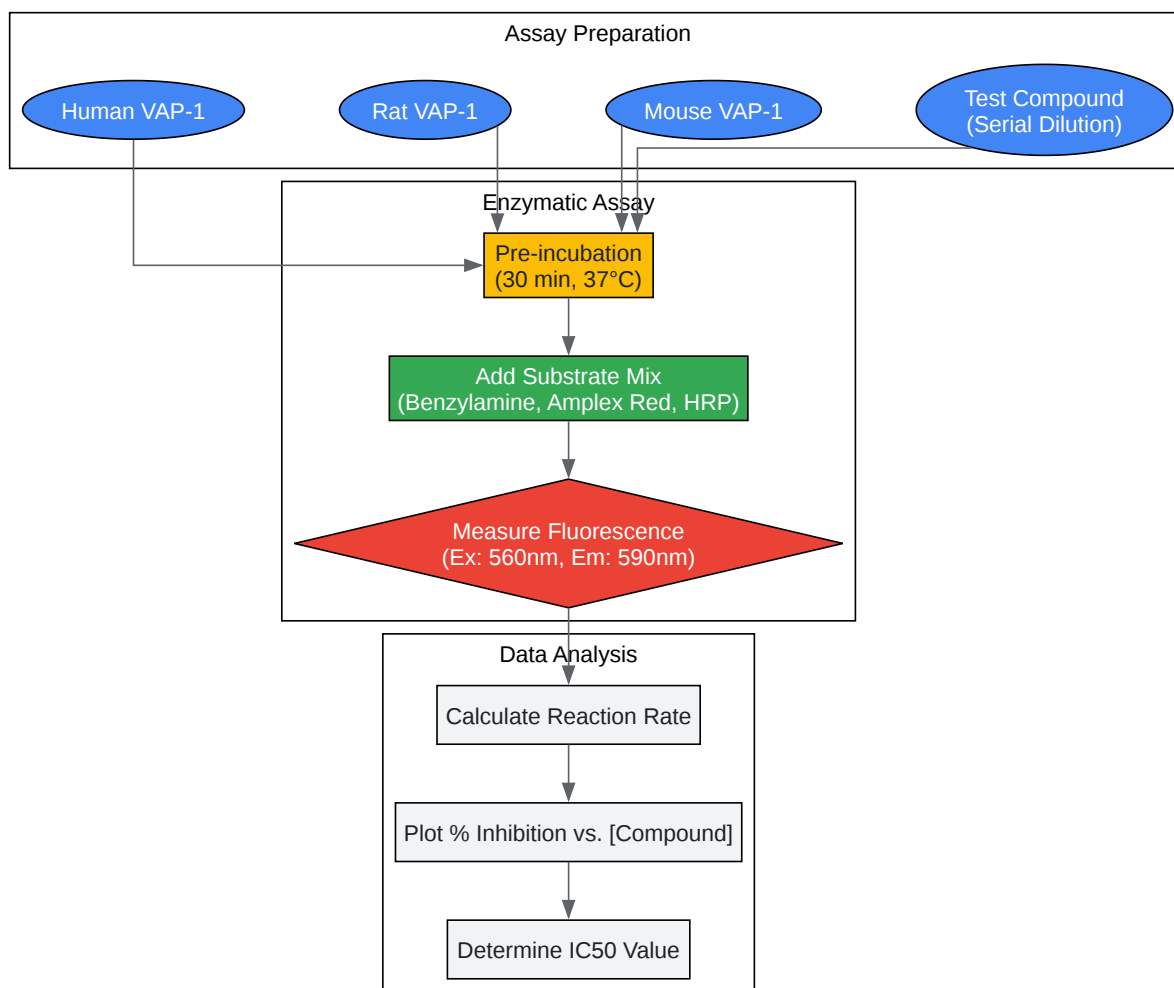 Assay Preparation
Human VAP-1
Rat VAP-1
Mouse VAP-1
Test Compound
(Serial Dilution)
Enzymatic Assay
Pre-incubation
(30 min, 37°C)
Add Substrate Mix
(Benzylamine, Amplex Red, HRP)
Measure Fluorescence
(Ex: 560nm, Em: 590nm)
Data Analysis
Calculate Reaction Rate
Plot % Inhibition vs. [Compound]
Determine IC50 Value